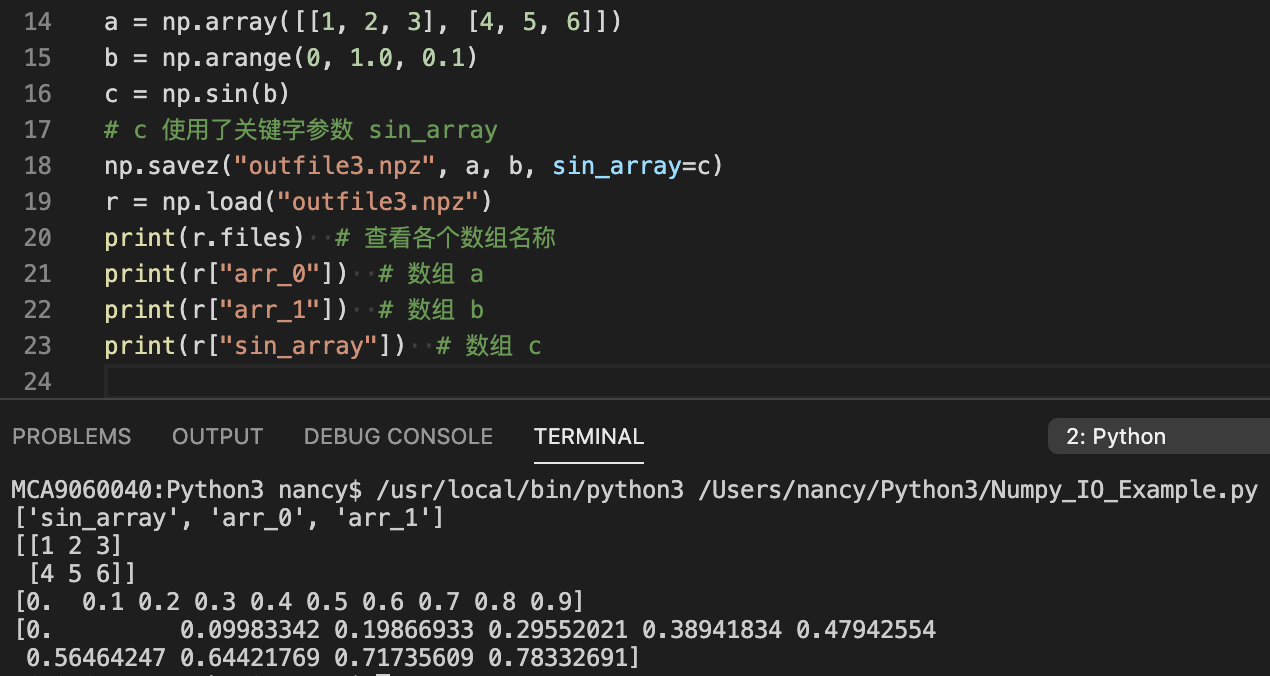 14 a = np.array([[1, 2, 3], [4, 5, 6]])
15 b = np.arange(0, 1.0, 0.1)
16 c = np.sin(b)
17 # c 使用了关键字参数 sin_array
18 np.savez("outfile3.npz", a, b, sin_array=c)
19 r = np.load("outfile3.npz")
20 print(r.files)  # 查看各个数组名称
21 print(r["arr_0"])  # 数组 a
22 print(r["arr_1"])  # 数组 b
23 print(r["sin_array"])  # 数组 c
24
PROBLEMS OUTPUT DEBUG CONSOLE TERMINAL 2: Python
MCA9060040:Python3 nancy$ /usr/local/bin/python3 /Users/nancy/Python3/Numpy_IO_Example.py
['sin_array', 'arr_0', 'arr_1']
[[1 2 3]
 [4 5 6]]
[0.  0.1 0.2 0.3 0.4 0.5 0.6 0.7 0.8 0.9]
[0.         0.09983342 0.19866933 0.29552021 0.38941834 0.47942554
 0.56464247 0.64421769 0.71735609 0.78332691]